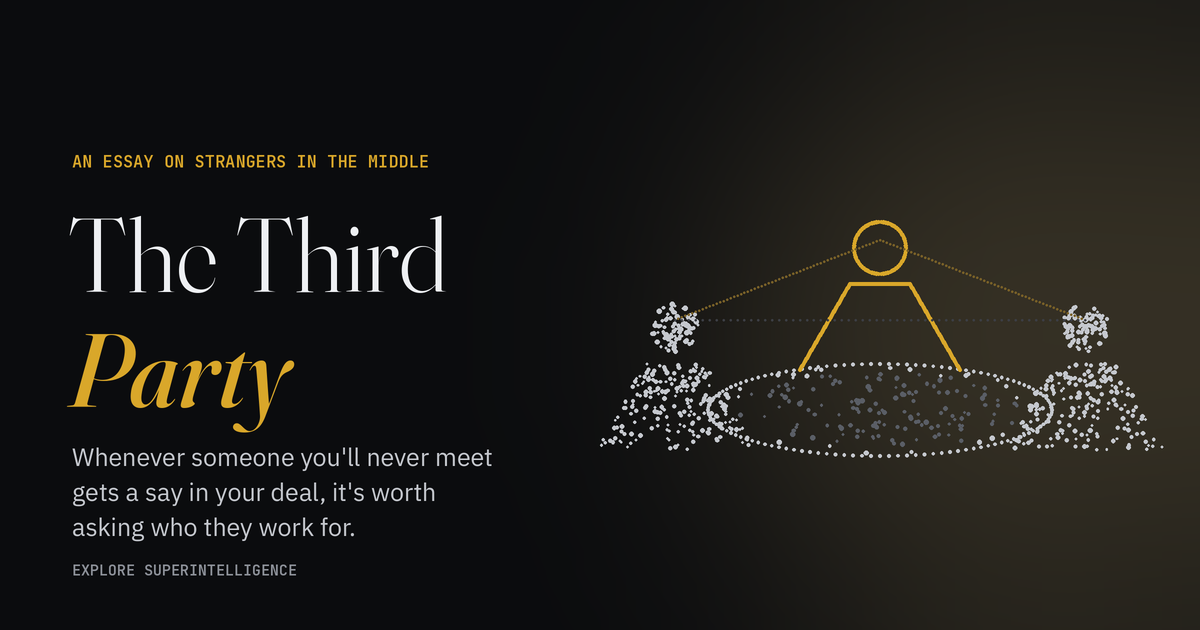 AN ESSAY ON STRANGERS IN THE MIDDLE
The Third
Party
Whenever someone you'll never meet
gets a say in your deal, it's worth
asking who they work for.
EXPLORE SUPERINTELLIGENCE